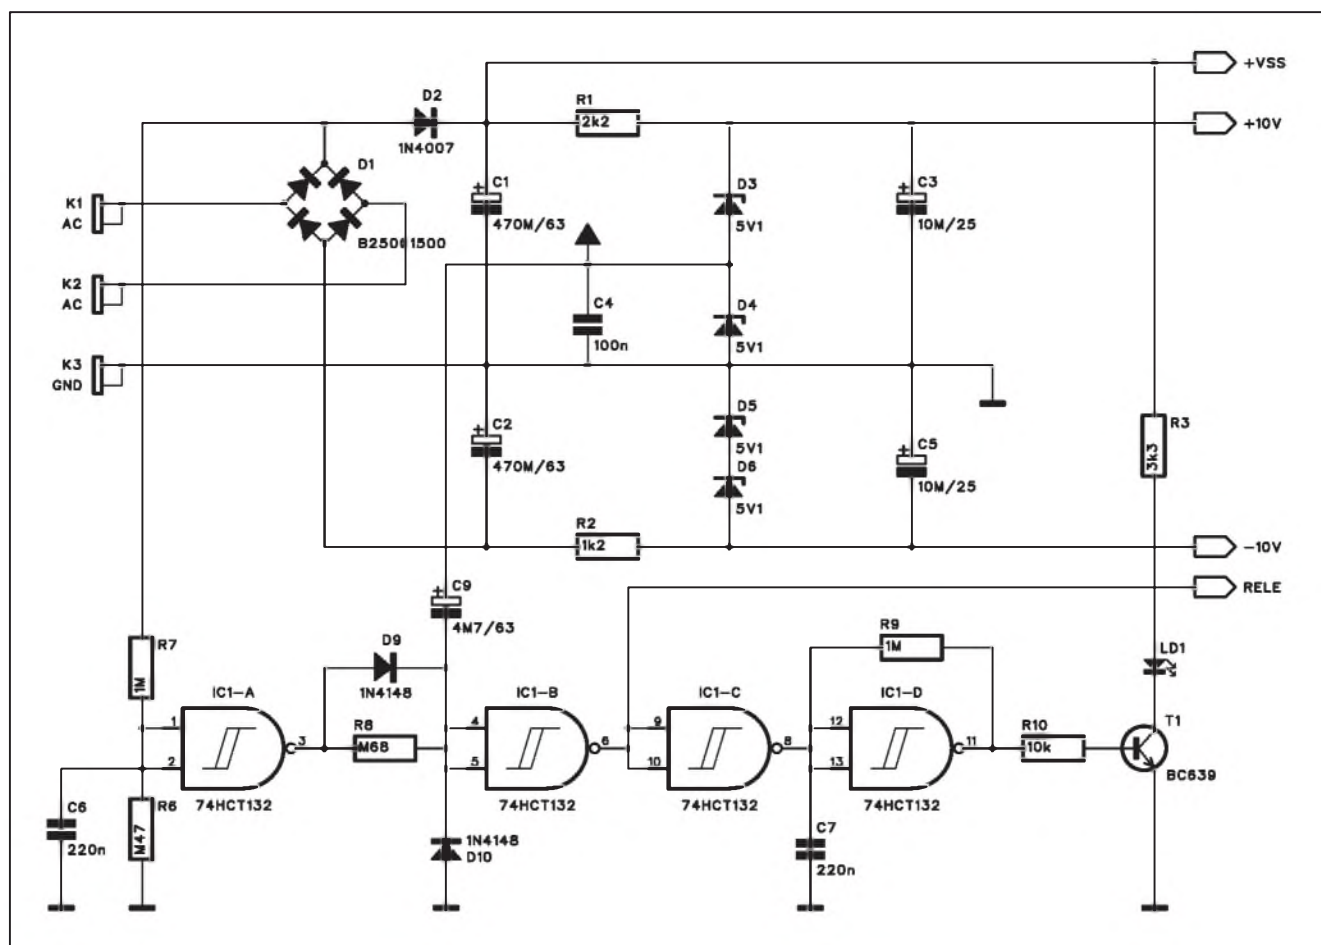 +VSS
D2
R1
2k2
+10V
1N4007
D1
K1
AC
C1
470M/63
D3
5V1
C3
10M/25
K2
AC
C4
100n
D4
5V1
K3
GND
C2
470M/63
D5
5V1
D6
5V1
C5
10M/25
R3
3k3
R2
1k2
-10V
RELE
C9
4M7/63
R9
1M
LD1
R7
1M
D9
1N4148
IC1-A
IC1-B
IC1-C
IC1-D
1
2
3
R8
M68
4
5
6
9
10
8
12
13
11
R10
10k
T1
BC639
74HCT132
74HCT132
74HCT132
74HCT132
C6
220n
R6
M47
1N4148
D10
C7
220n